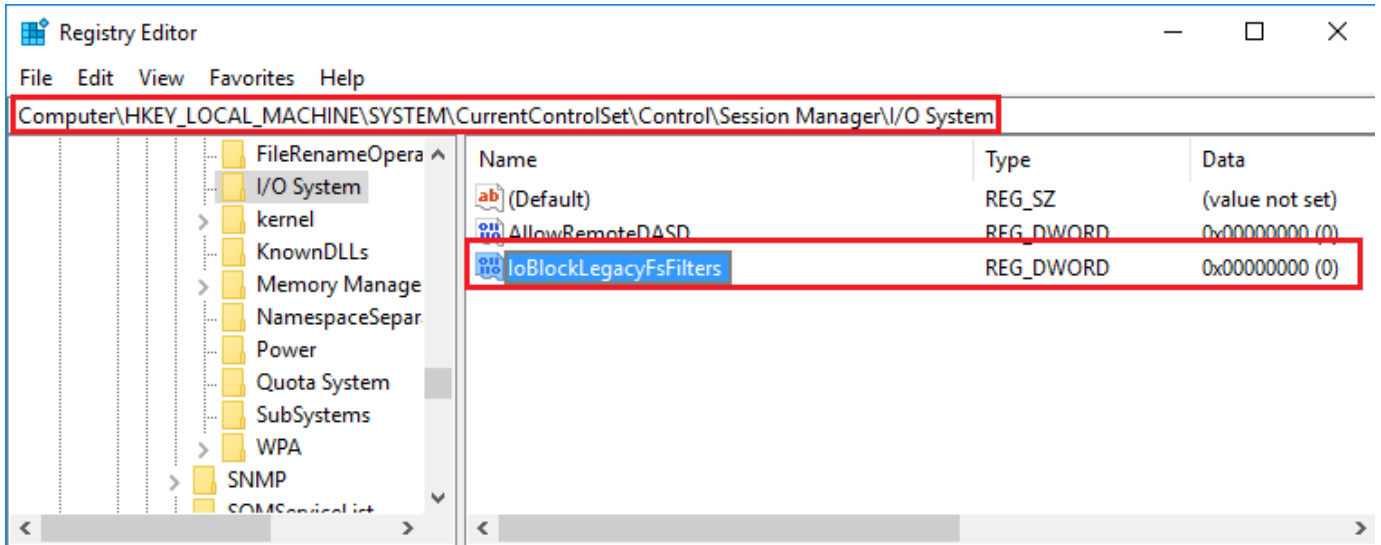 Registry Editor
File Edit View Favorites Help
Computer\HKEY_LOCAL_MACHINE\SYSTEM\CurrentControlSet\Control\Session Manager\I/O System
FileRenameOpera
I/O System
kernel
KnownDLLs
Memory Manage
NamespaceSepar
Power
Quota System
SubSystems
WPA
SNMP
SQMServiceList
Name Type Data
(Default) REG_SZ (value not set)
AllowRemoteDASD REG_DWORD 0x00000000 (0)
IoBlockLegacyFsFilters REG_DWORD 0x00000000 (0)